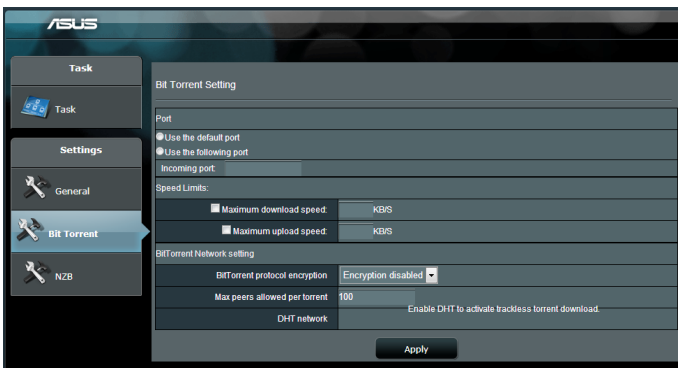 ASUS
Task
Task
Settings
General
Bit Torrent
NZB
Bit Torrent Setting
Port
Use the default port
Use the following port
Incoming port:
Speed Limits:
Maximum download speed: KB/S
Maximum upload speed: KB/S
BitTorrent Network setting
BitTorrent protocol encryption Encryption disabled
Max peers allowed per torrent 100
DHT network Enable DHT to activate trackless torrent download.
Apply